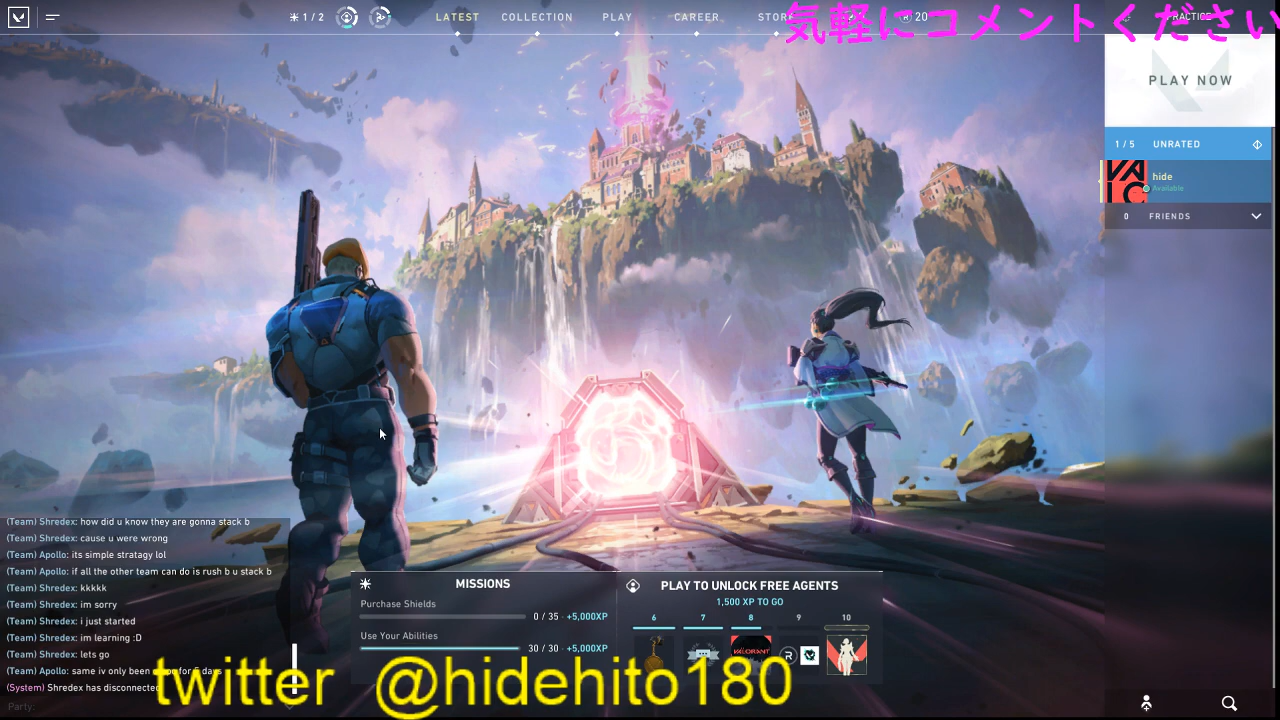 1 / 2
LATEST
COLLECTION
PLAY
CAREER
STORE
20
PRACTICE
気軽にコメントください
PLAY NOW
1 / 5 UNRATED
hide
Available
0 FRIENDS
(Team) Shredex: how did u know they are gonna stack b
(Team) Shredex: cause u were wrong
(Team) Apollo: its simple stratagy lol
(Team) Apollo: if all the other team can do is rush b u stack b
(Team) Shredex: kkkkk
(Team) Shredex: im sorry
(Team) Shredex: i just started
(Team) Shredex: im learning :D
(Team) Shredex: lets go
(Team) Apollo: same iv only been days
(System) Shredex has disconnected
Party:
MISSIONS
Purchase Shields
0 / 35 · +5,000XP
Use Your Abilities
30 / 30 · +5,000XP
PLAY TO UNLOCK FREE AGENTS
1,500 XP TO GO
6 7 8 9 10
VALORANT
twitter @hidehito180